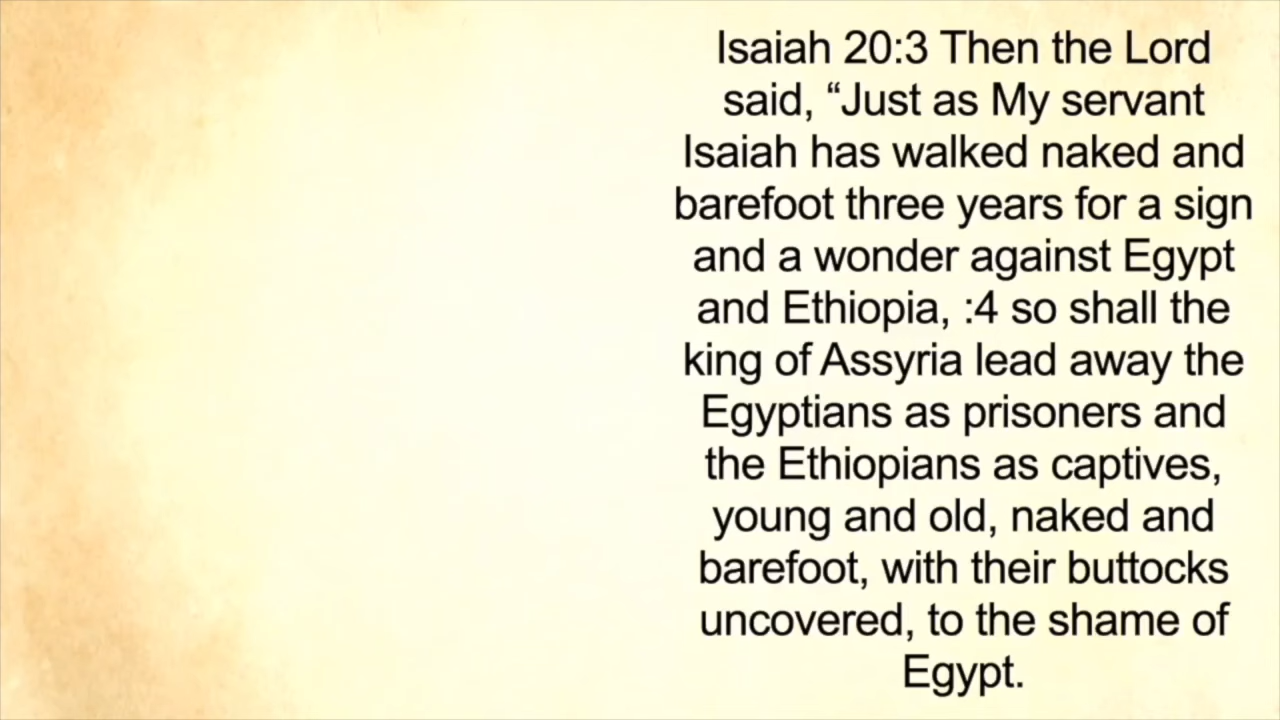 Isaiah 20:3 Then the Lord
said, “Just as My servant
Isaiah has walked naked and
barefoot three years for a sign
and a wonder against Egypt
and Ethiopia, :4 so shall the
king of Assyria lead away the
Egyptians as prisoners and
the Ethiopians as captives,
young and old, naked and
barefoot, with their buttocks
uncovered, to the shame of
Egypt.